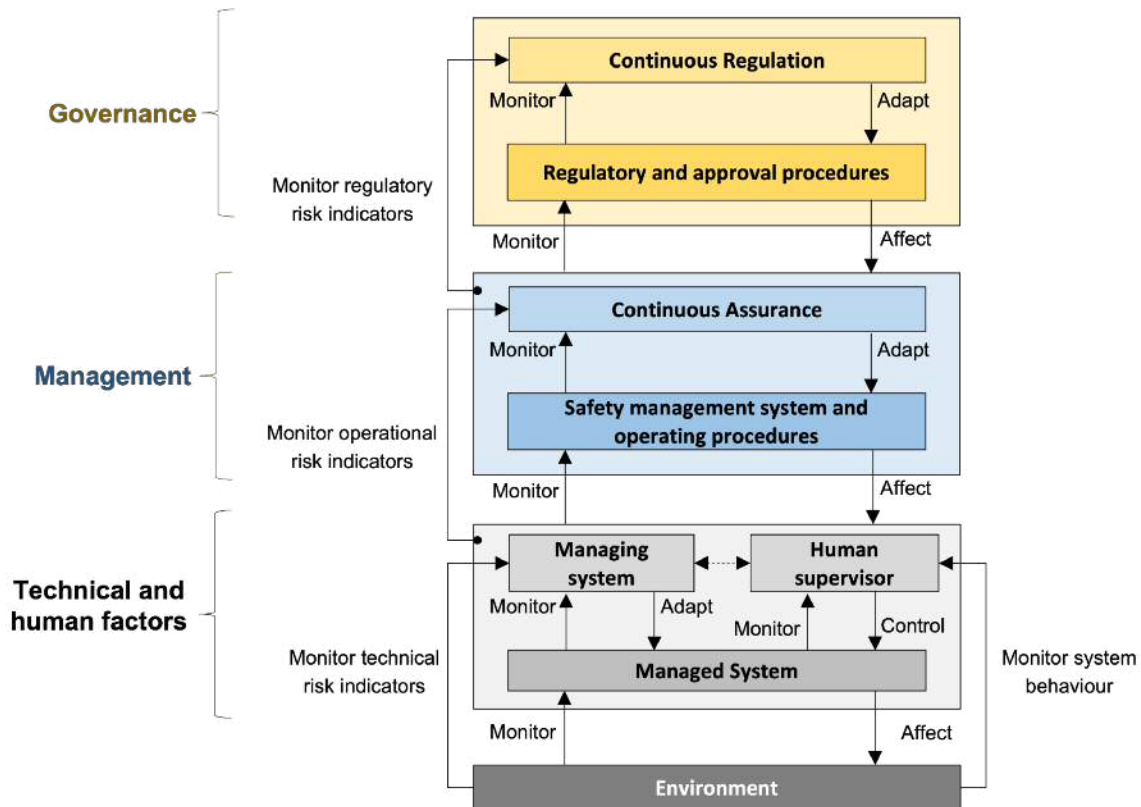 Continuous Regulation
Monitor
Adapt
Governance
Regulatory and approval procedures
Monitor regulatory
risk indicators
Monitor
Affect
Continuous Assurance
Monitor
Adapt
Management
Safety management system and
operating procedures
Monitor operational
risk indicators
Monitor
Affect
Managing
system
Human
supervisor
Technical and
human factors
Monitor
Adapt
Monitor
Control
Monitor technical
risk indicators
Managed System
Monitor system
behaviour
Monitor
Affect
Environment